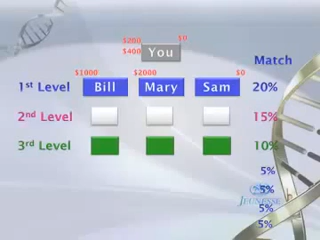 $200 $0
$400 You
Match
$1000 $2000 $0
1st Level Bill Mary Sam 20%
2nd Level 15%
3rd Level 10%
5%
5%
JEUNESSE
5%
5%